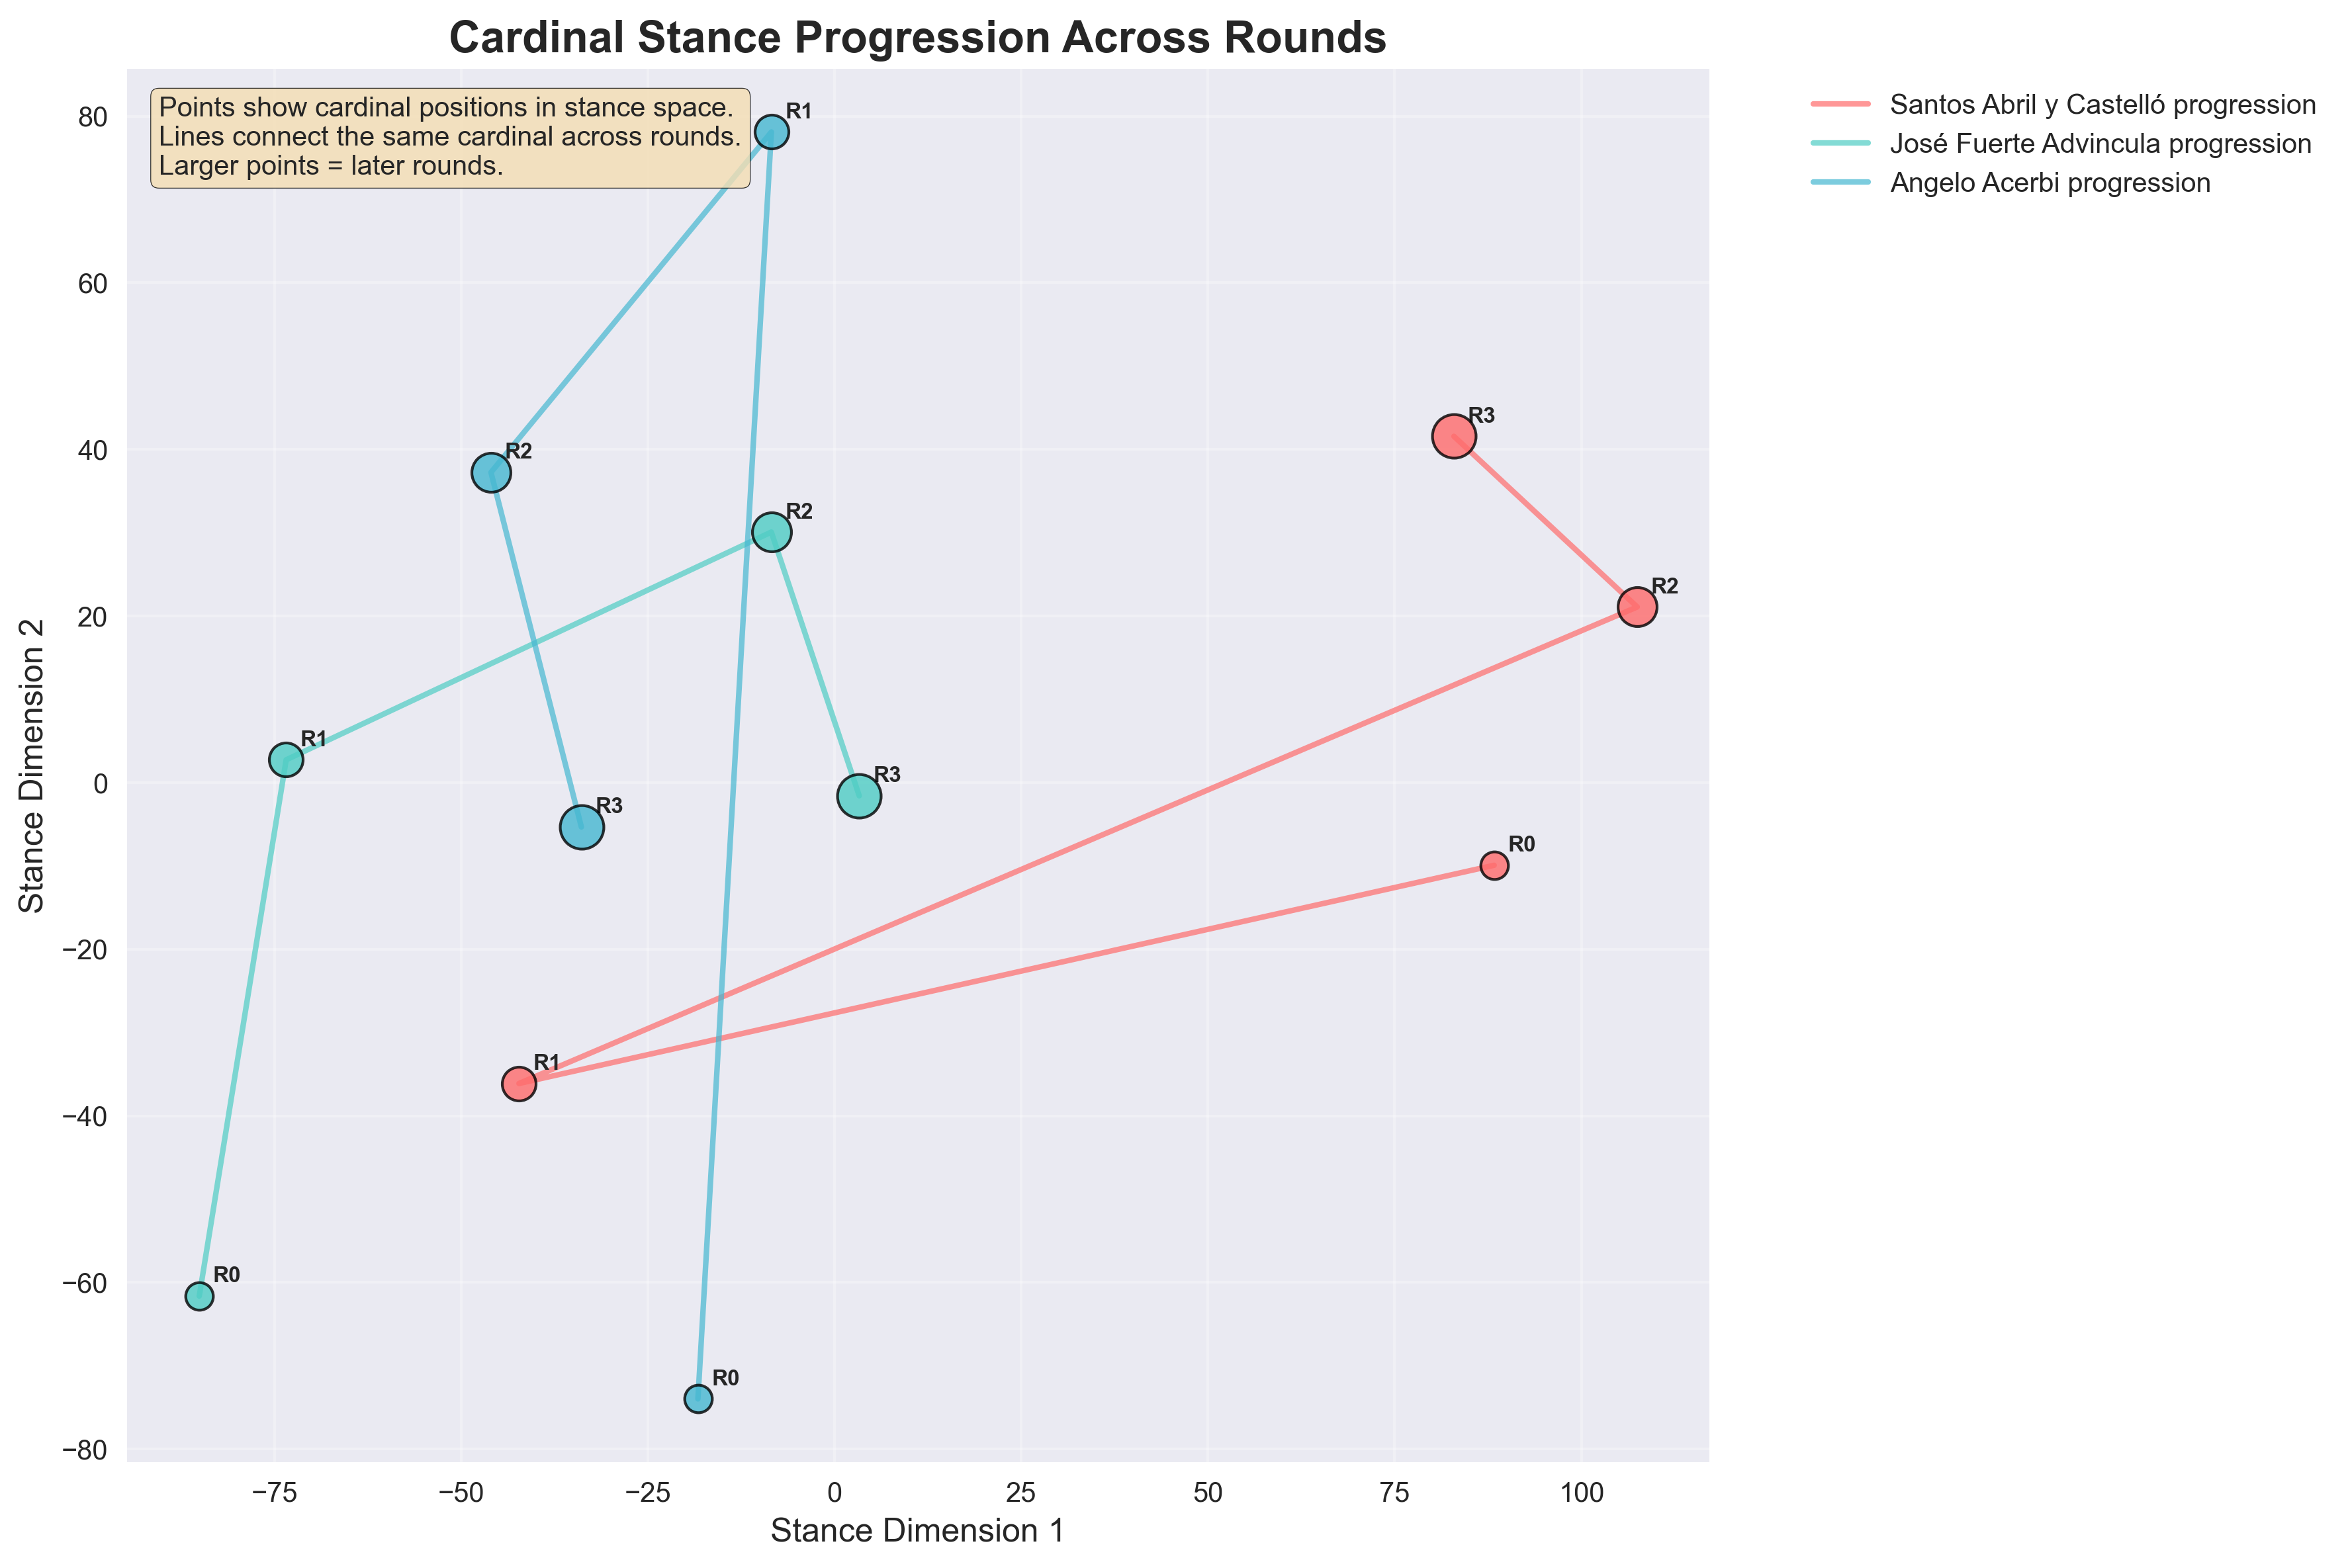 Cardinal Stance Progression Across Rounds
Points show cardinal positions in stance space.
Lines connect the same cardinal across rounds.
Larger points = later rounds.
Santos Abril y Castelló progression
José Fuerte Advincula progression
Angelo Acerbi progression
80
60
40
20
0
−20
−40
−60
−80
Stance Dimension 2
R1
R3
R2
R2
R2
R1
R3
R3
R0
R1
R0
R0
−75
−50
−25
0
25
50
75
100
Stance Dimension 1